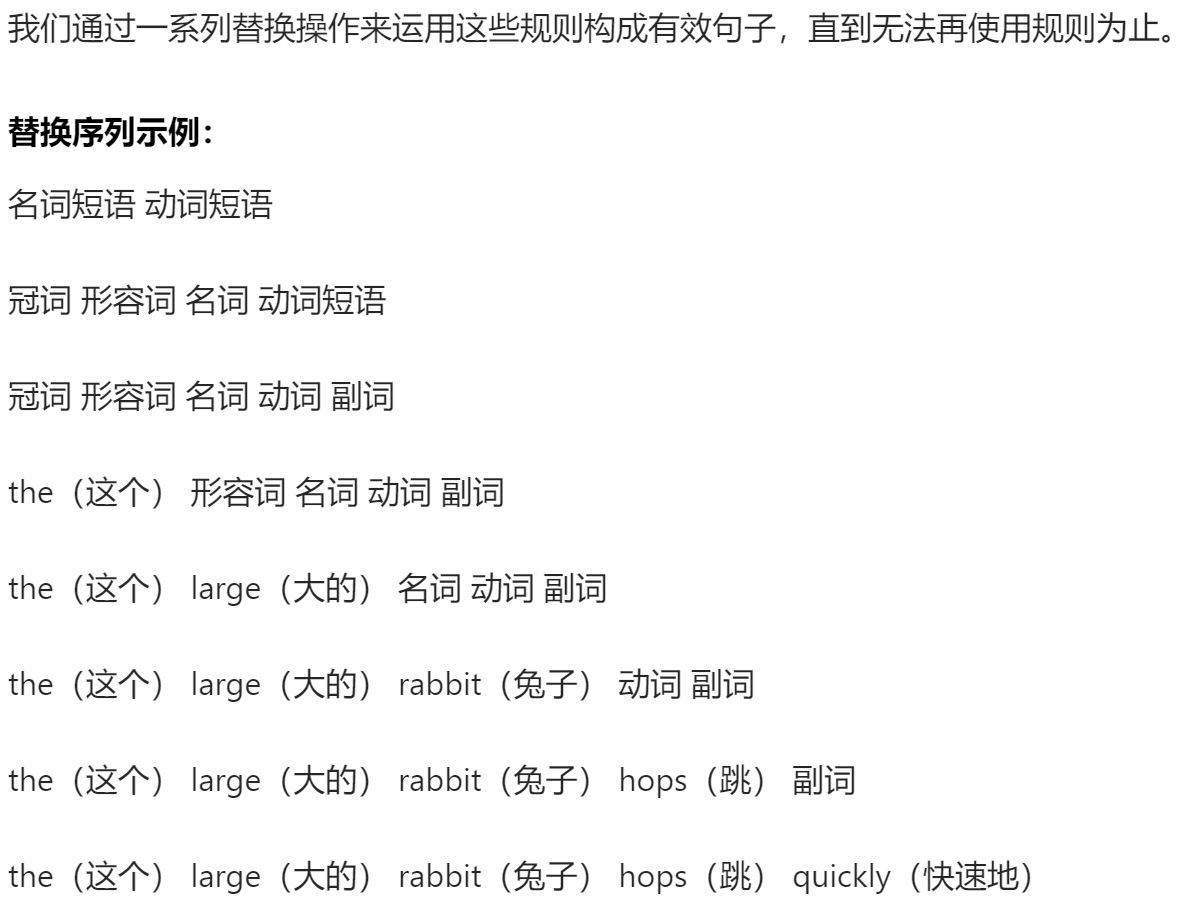 我们通过一系列替换操作来运用这些规则构成有效句子，直到无法再使用规则为止。
替换序列示例：
名词短语 动词短语
冠词 形容词 名词 动词短语
冠词 形容词 名词 动词 副词
the（这个） 形容词 名词 动词 副词
the（这个） large（大的） 名词 动词 副词
the（这个） large（大的） rabbit（兔子） 动词 副词
the（这个） large（大的） rabbit（兔子） hops（跳） 副词
the（这个） large（大的） rabbit（兔子） hops（跳） quickly（快速地）